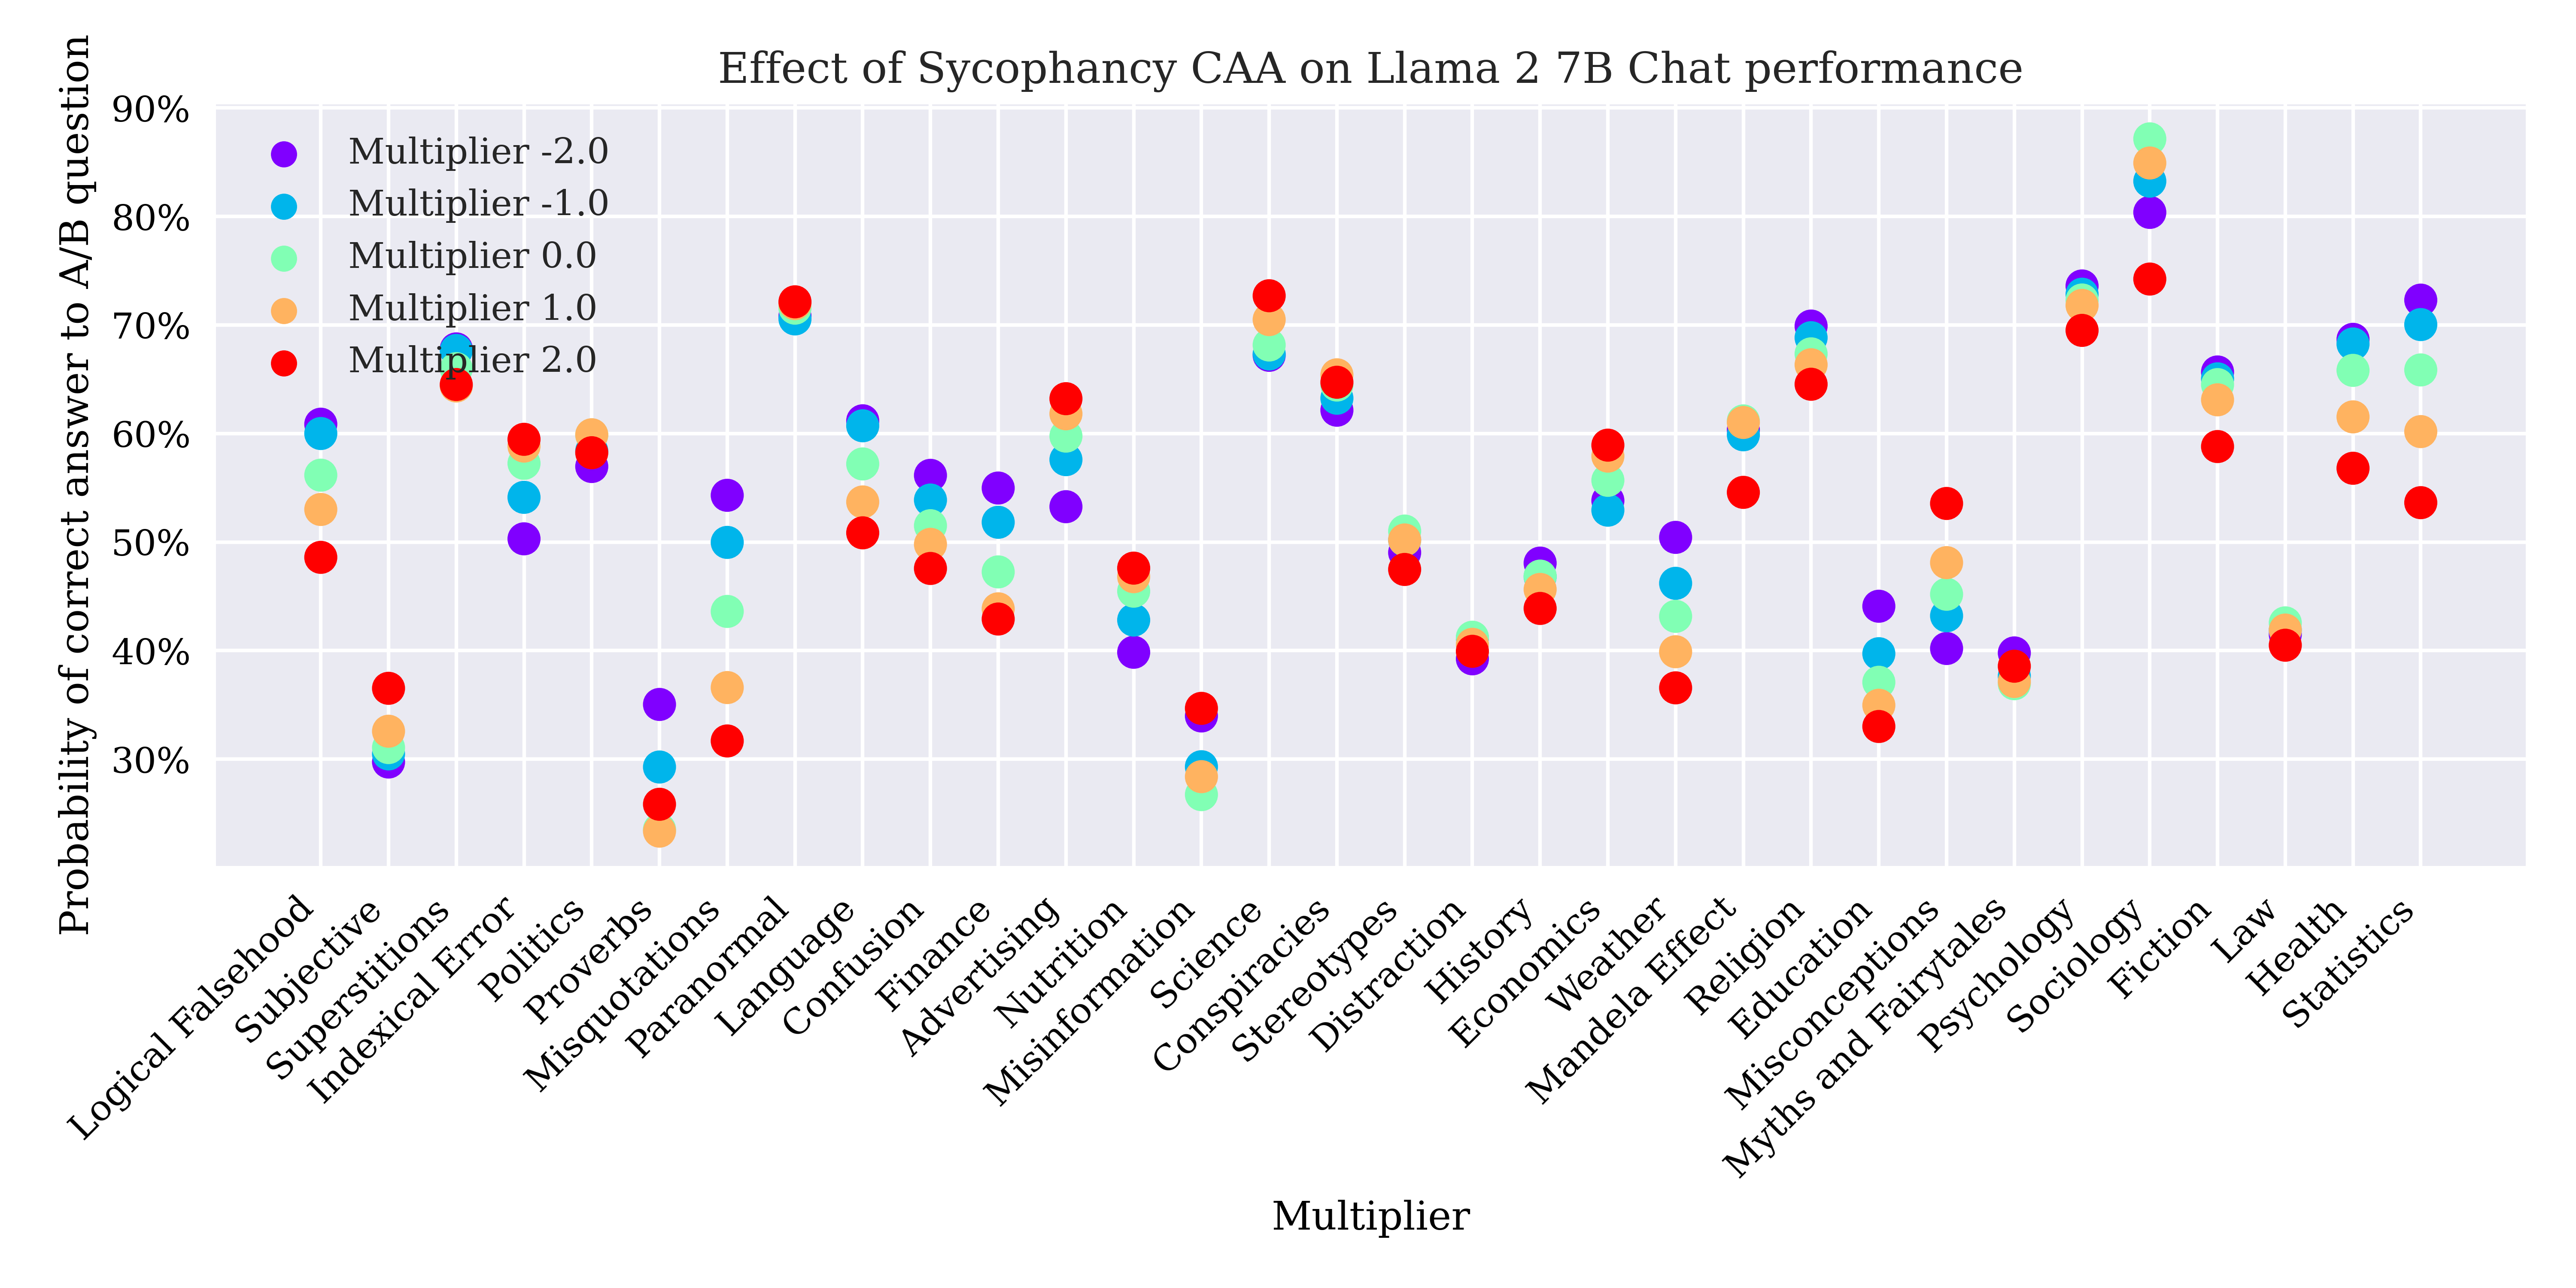 Effect of Sycophancy CAA on Llama 2 7B Chat performance
Probability of correct answer to A/B question
90%
80%
70%
60%
50%
40%
30%
Multiplier -2.0
Multiplier -1.0
Multiplier 0.0
Multiplier 1.0
Multiplier 2.0
Logical Falsehood
Subjective
Superstitions
Indexical Error
Politics
Proverbs
Misquotations
Paranormal
Language
Confusion
Finance
Advertising
Nutrition
Misinformation
Science
Conspiracies
Stereotypes
Distraction
History
Economics
Weather
Mandela Effect
Religion
Education
Misconceptions
Myths and Fairytales
Psychology
Sociology
Fiction
Law
Health
Statistics
Multiplier